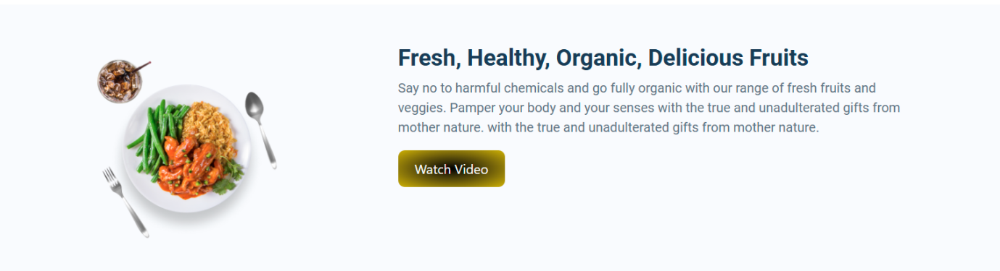 Fresh, Healthy, Organic, Delicious Fruits
Say no to harmful chemicals and go fully organic with our range of fresh fruits and
veggies. Pamper your body and your senses with the true and unadulterated gifts from
mother nature. with the true and unadulterated gifts from mother nature.
Watch Video